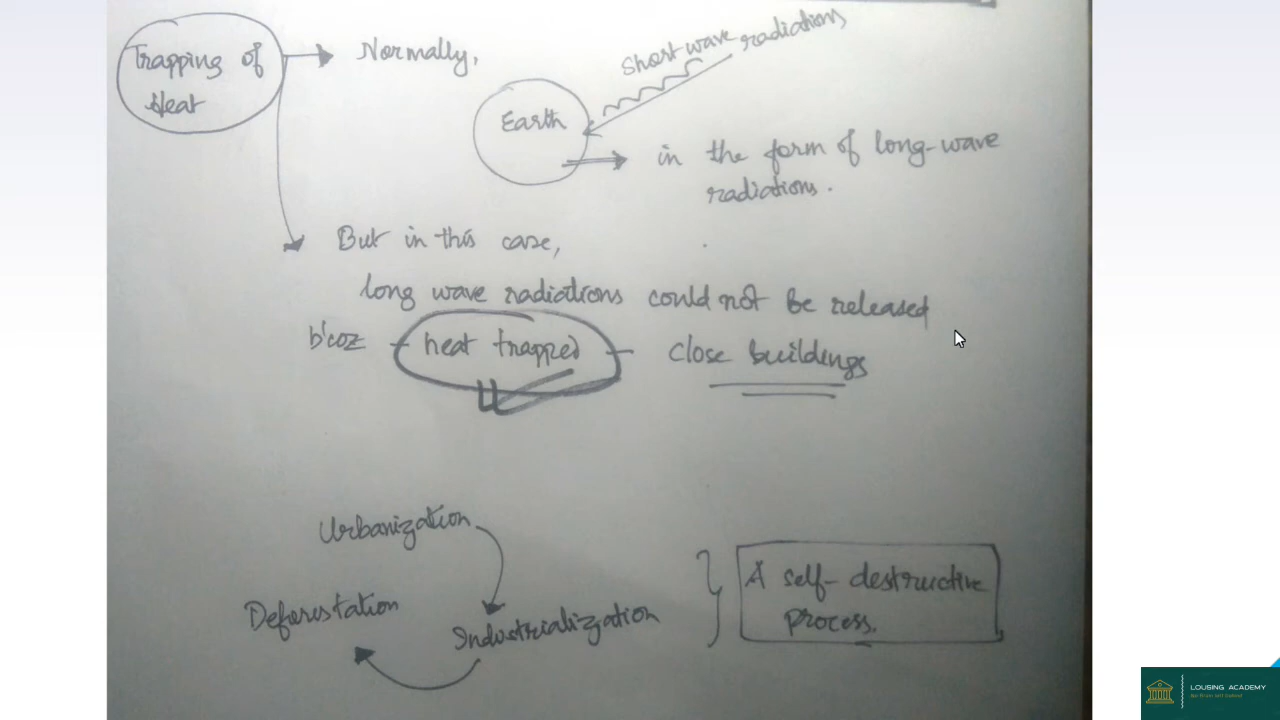 Trapping of
Heat
Normally,
Short wave radiations
Earth
in the form of long-wave
radiations.
But in this case,
long wave radiations could not be released
b'coz heat trapped close buildings
Urbanization
Deforestation
Industrialization
A self-destructive
process.
LOUSING ACADEMY